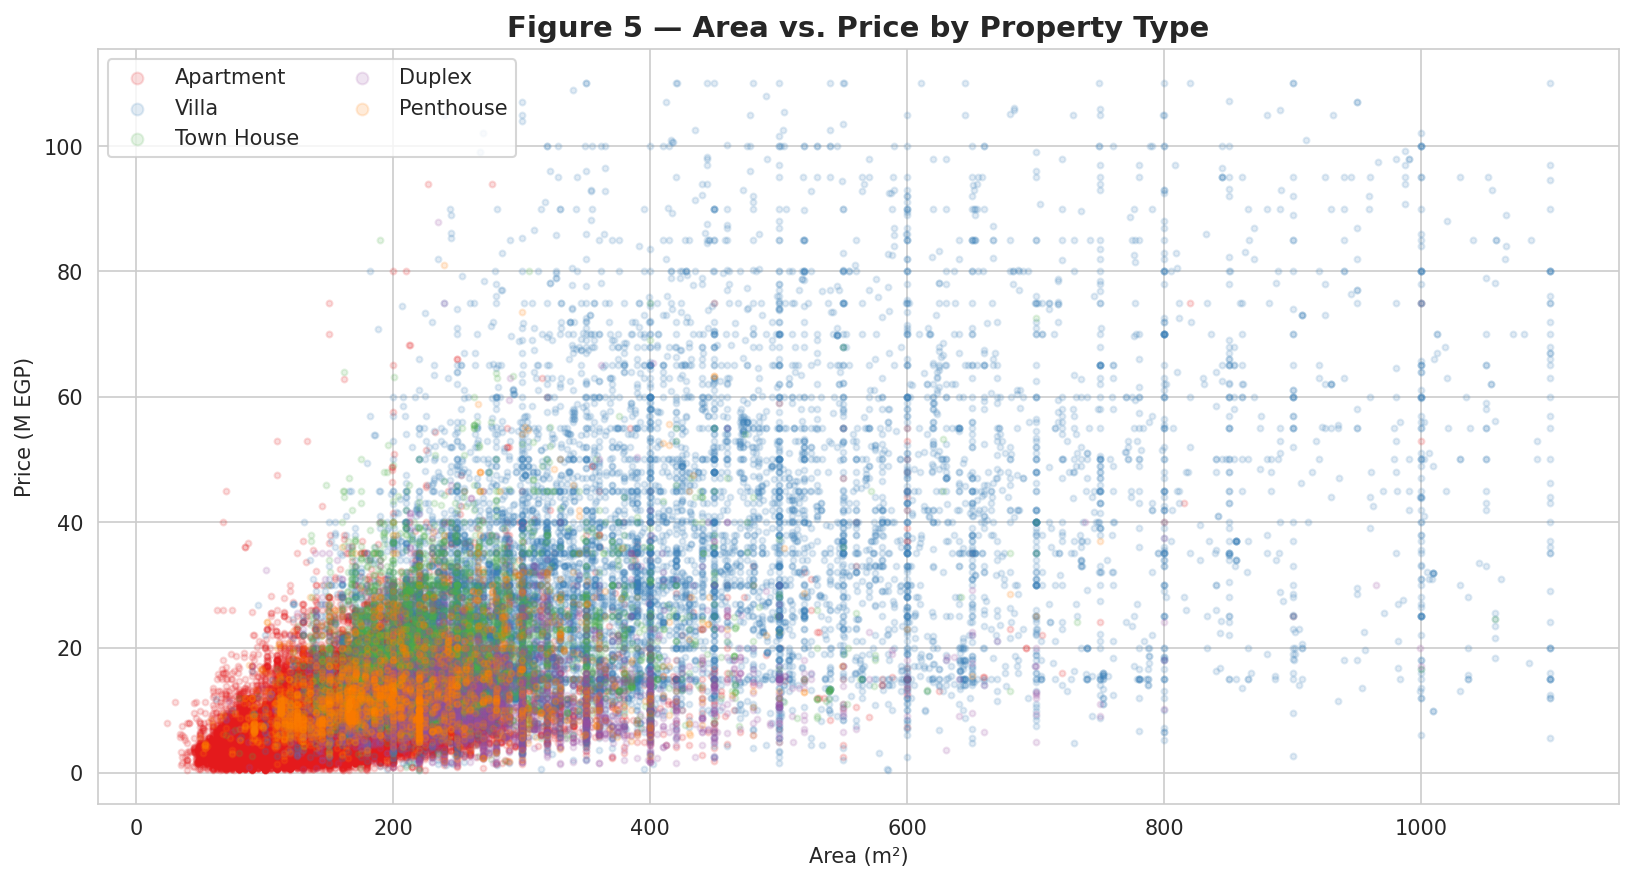 Figure 5 — Area vs. Price by Property Type
Apartment
Villa
Town House
Duplex
Penthouse
Price (M EGP)
100
80
60
40
20
0
0 200 400 600 800 1000
Area (m²)